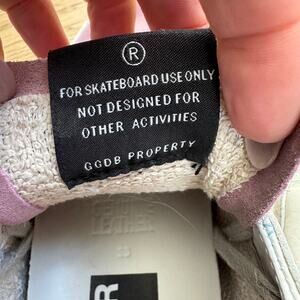 ®
FOR SKATEBOARD USE ONLY
NOT DESIGNED FOR
OTHER ACTIVITIES
GGDB PROPERTY
R